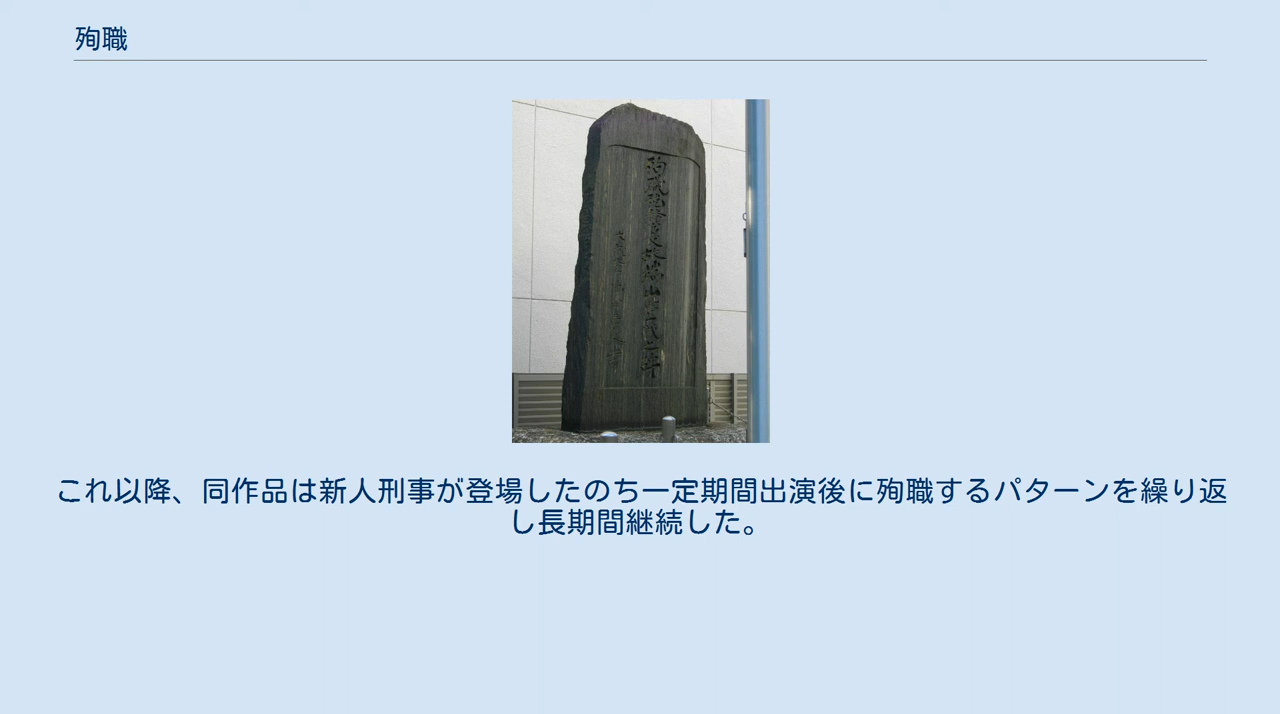 殉職
これ以降、同作品は新人刑事が登場したのち一定期間出演後に殉職するパターンを繰り返
し長期間継続した。